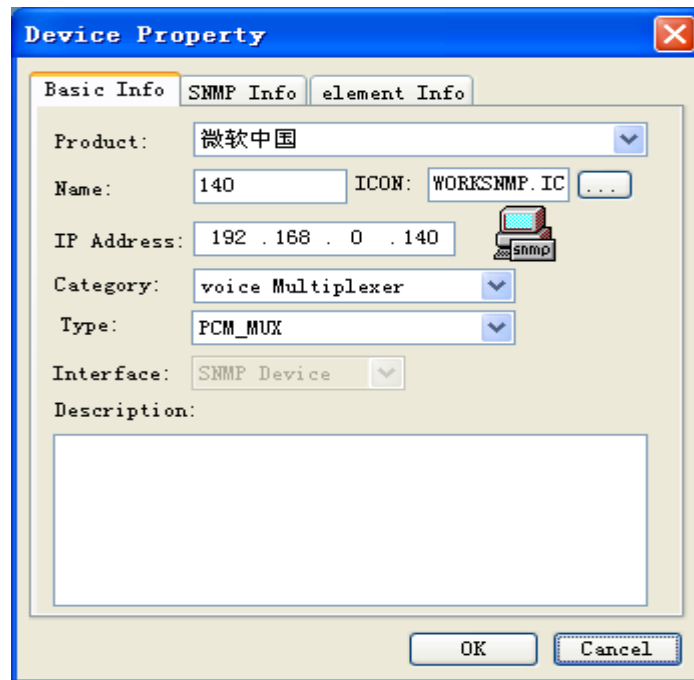 Device Property
Basic Info SNMP Info element Info
Product: 微软中国
Name: 140 ICON: WORKSNMP.IC ...
IP Address: 192 .168 . 0 .140
snmp
Category: voice Multiplexer
Type: PCM_MUX
Interface: SNMP Device
Description:
OK Cancel